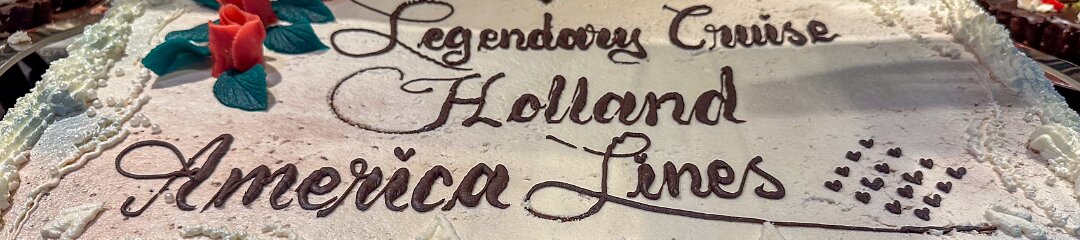 Legendary Cruise
Holland
America Lines